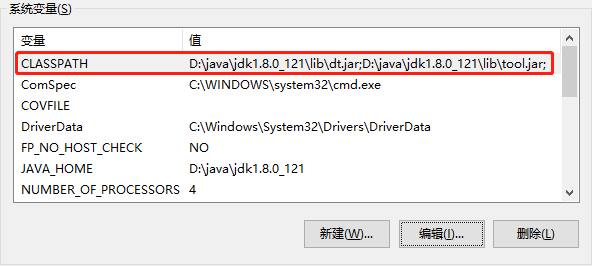 系统变量(S)
变量 值
CLASSPATH D:\java\jdk1.8.0_121\lib\dt.jar;D:\java\jdk1.8.0_121\lib\tool.jar;
ComSpec C:\WINDOWS\system32\cmd.exe
COVFILE
DriverData C:\Windows\System32\Drivers\DriverData
FP_NO_HOST_CHECK NO
JAVA_HOME D:\java\jdk1.8.0_121
NUMBER_OF_PROCESSORS 4
新建(W)... 编辑(I)... 删除(L)